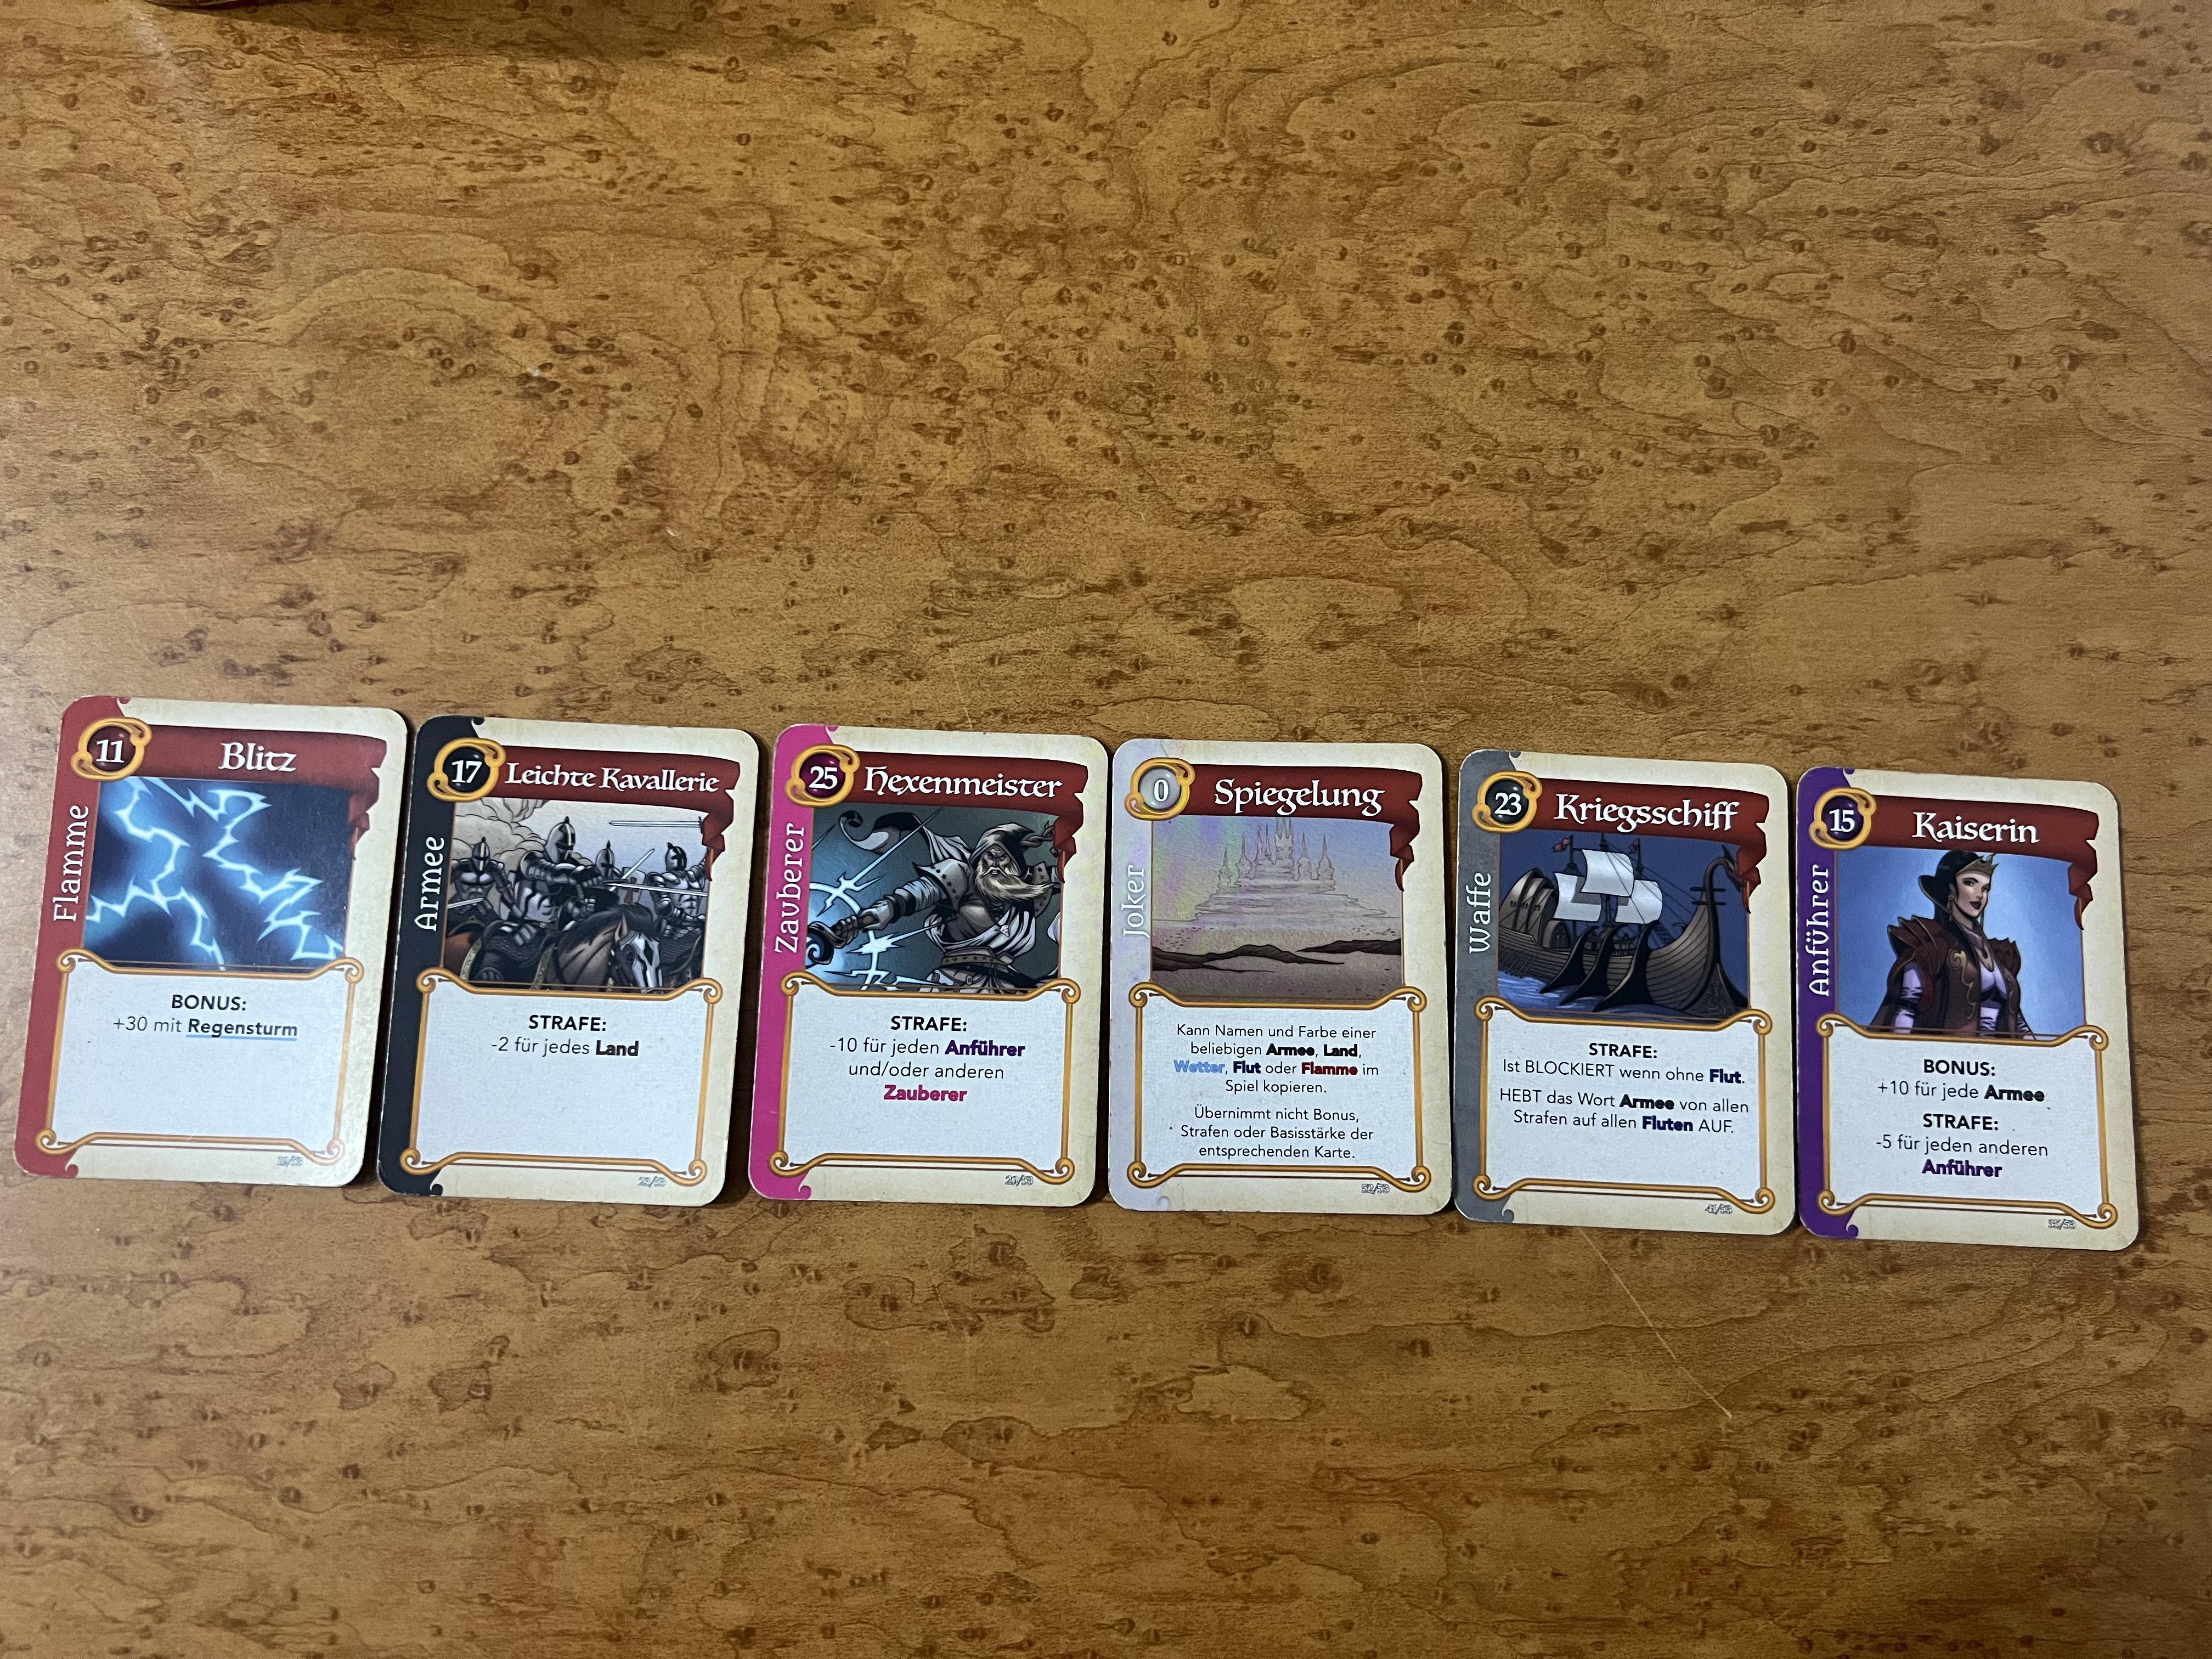 11
Blitz
Flamme
BONUS:
+30 mit Regensturm
17
Leichte Kavallerie
Armee
STRAFE:
-2 für jedes Land
25
Hexenmeister
Zauberer
STRAFE:
-10 für jeden Anführer
und/oder anderen
Zauberer
0
Spiegelung
Joker
Kann Namen und Farbe einer
beliebigen Armee, Land,
Wetter, Flut oder Flamme im
Spiel kopieren.
Übernimmt nicht Bonus,
Strafen oder Basisstärke der
entsprechenden Karte.
52/53
23
Kriegsschiff
Waffe
STRAFE:
Ist BLOCKIERT wenn ohne Flut.
HEBT das Wort Armee von allen
Strafen auf allen Fluten AUF.
41/53
15
Kaiserin
Anführer
BONUS:
+10 für jede Armee
STRAFE:
-5 für jeden anderen
Anführer